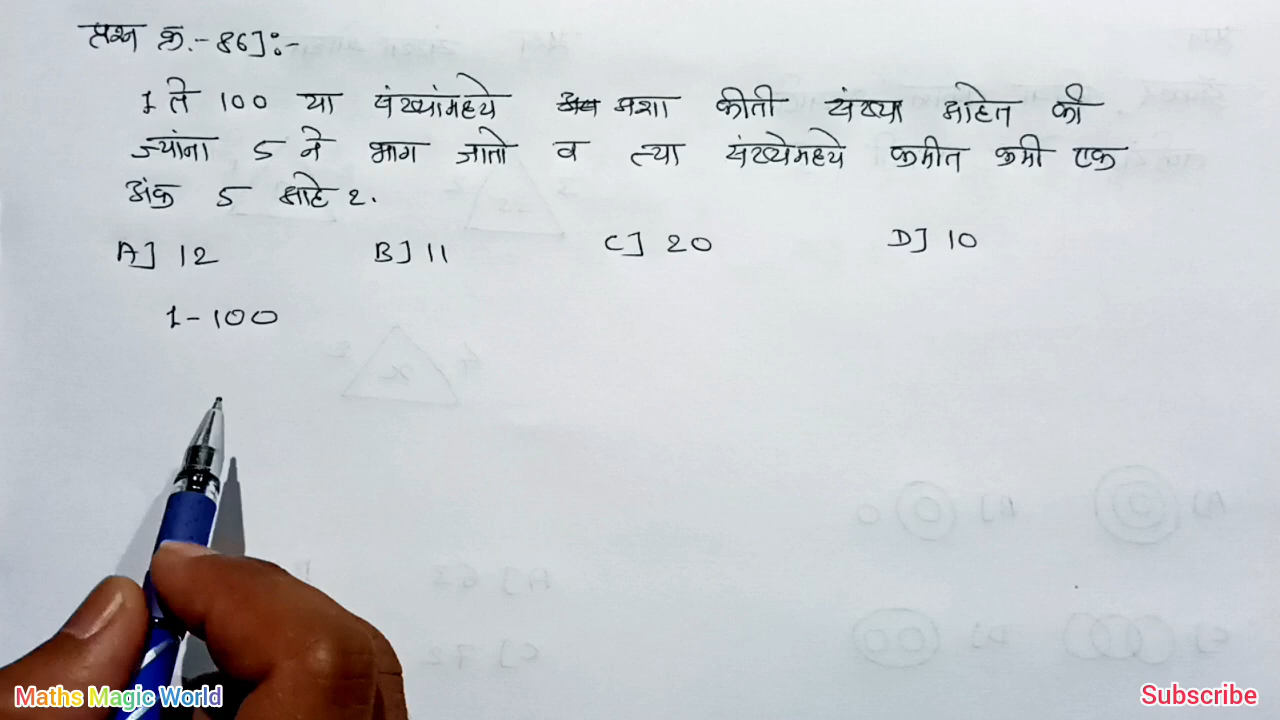 प्रश्न क्र.-86]:-
1 ते 100 या संख्यांमध्ये अशा कीती संख्या आहेत की
ज्यांना 5 ने भाग जातो व त्या संख्येमध्ये कमीत कमी एक
अंक 5 आहे ?.
A] 12 B] 11 C] 20 D] 10
1-100
Maths Magic World
Subscribe